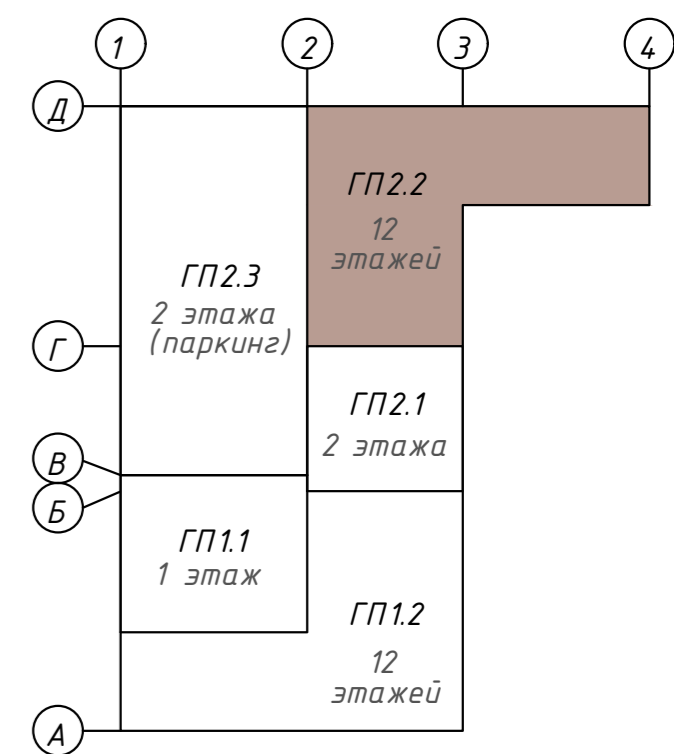 1
2
3
4
Д
ГП2.2
12
этажей
ГП2.3
2 этажа
(паркинг)
Г
ГП2.1
2 этажа
В
Б
ГП1.1
1 этаж
ГП1.2
12
этажей
А